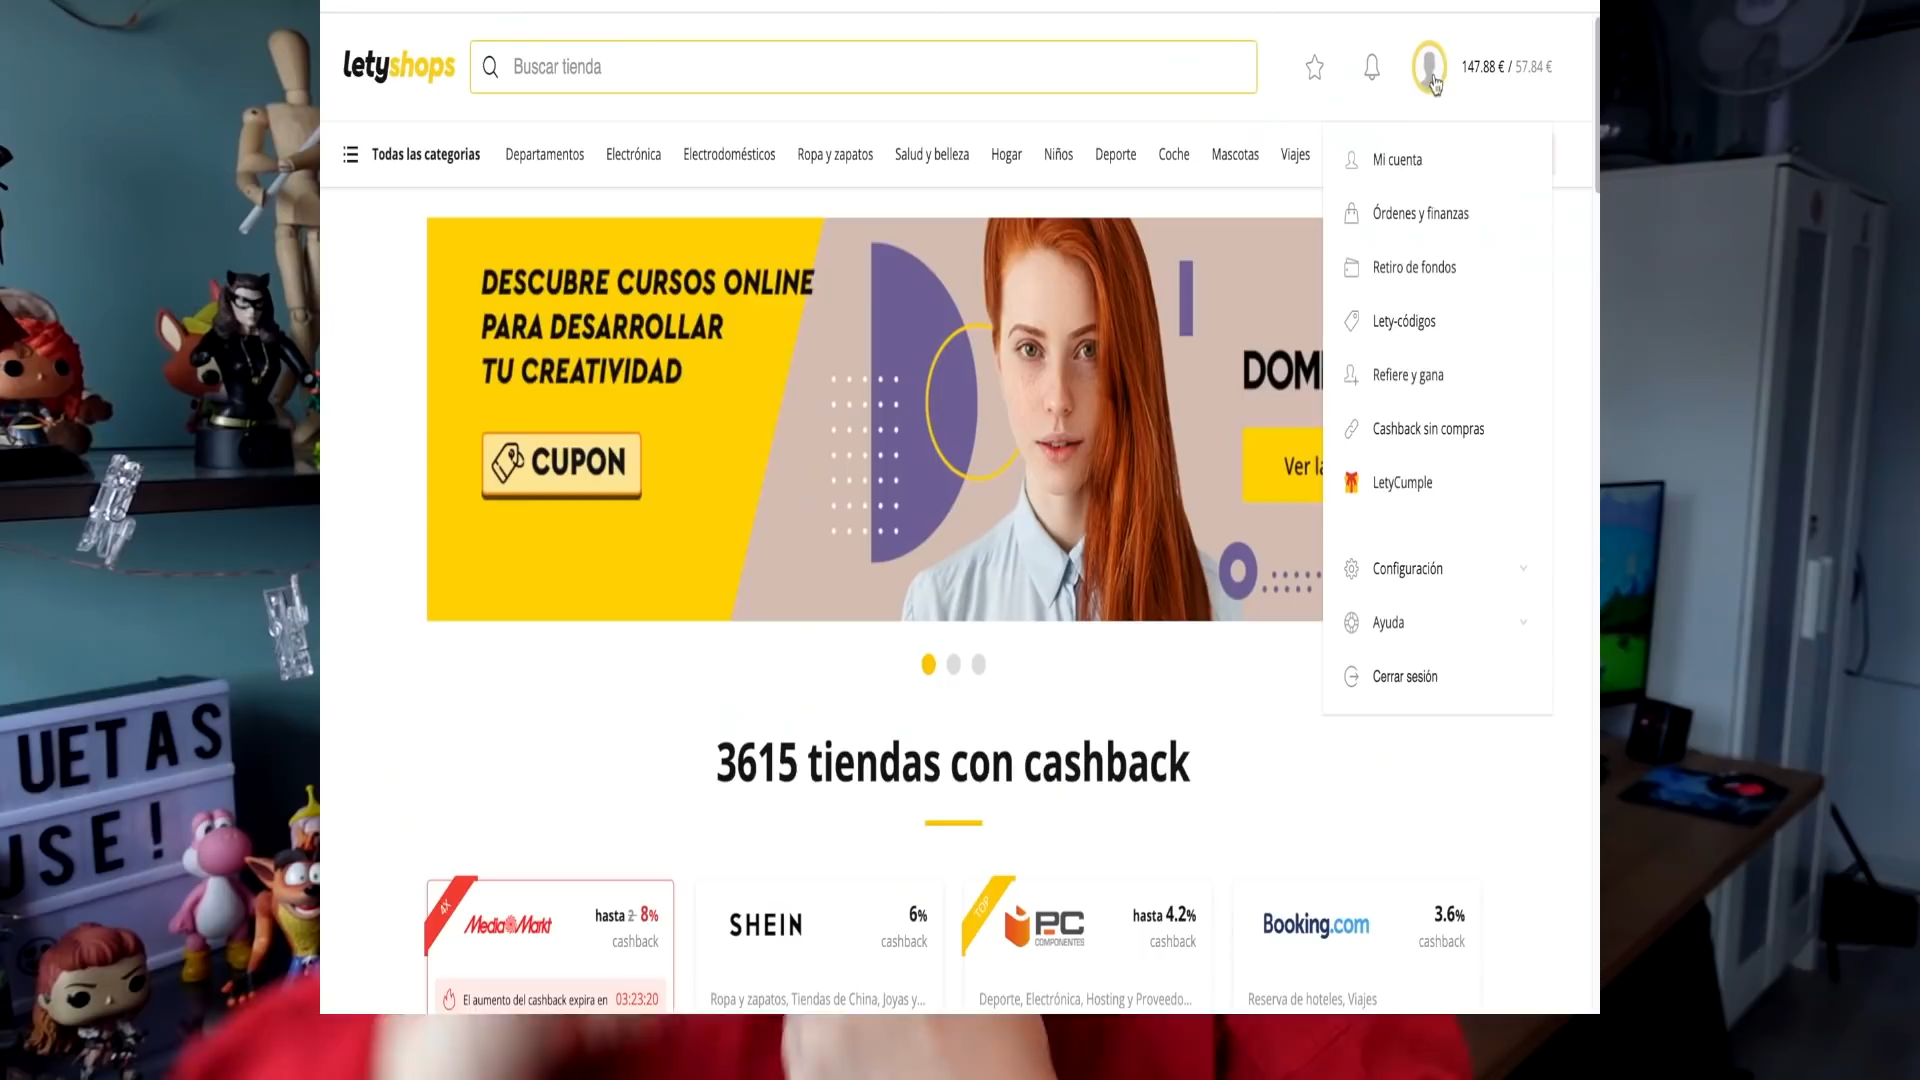 letyshops
Buscar tienda
147.88 € / 57.84 €
Todas las categorias
Departamentos
Electrónica
Electrodomésticos
Ropa y zapatos
Salud y belleza
Hogar
Niños
Deporte
Coche
Mascotas
Viajes
Mi cuenta
Órdenes y finanzas
Retiro de fondos
Lety-códigos
Refiere y gana
Cashback sin compras
LetyCumple
Configuración
Ayuda
Cerrar sesión
DESCUBRE CURSOS ONLINE
PARA DESARROLLAR
TU CREATIVIDAD
CUPON
DOM
Ver la
3615 tiendas con cashback
4X
MediaMarkt
hasta 2 8%
cashback
El aumento del cashback expira en 03:23:20
SHEIN
6%
cashback
Ropa y zapatos, Tiendas de China, Joyas y...
TOP
PC
COMPONENTES
hasta 4.2%
cashback
Deporte, Electrónica, Hosting y Proveedo...
Booking.com
3.6%
cashback
Reserva de hoteles, Viajes
UETAS
USE!